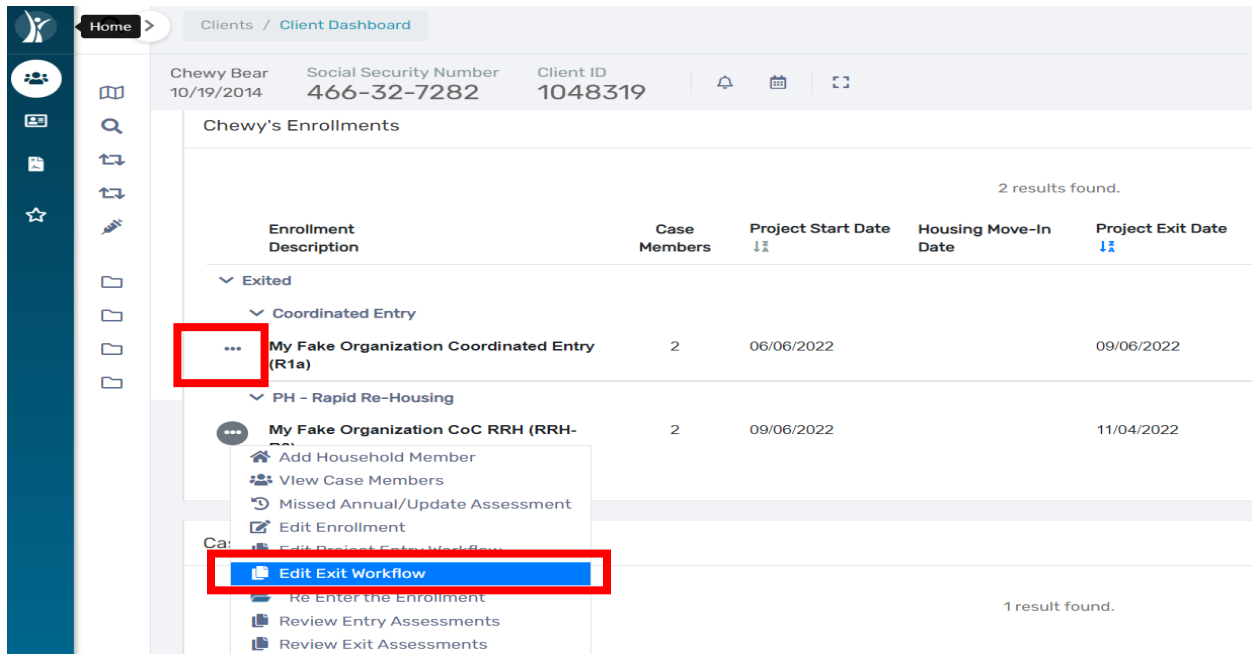 Home
Clients / Client Dashboard
Chewy Bear
10/19/2014
Social Security Number
466-32-7282
Client ID
1048319
Chewy's Enrollments
2 results found.
Enrollment
Description
Case
Members
Project Start Date
Housing Move-In
Date
Project Exit Date
Exited
Coordinated Entry
My Fake Organization Coordinated Entry
(R1a)
2
06/06/2022
09/06/2022
PH - Rapid Re-Housing
My Fake Organization CoC RRH (RRH-
2
09/06/2022
11/04/2022
Add Household Member
VIew Case Members
Missed Annual/Update Assessment
Edit Enrollment
Edit Project Entry Workflow
Edit Exit Workflow
Re Enter the Enrollment
Review Entry Assessments
Review Exit Assessments
1 result found.